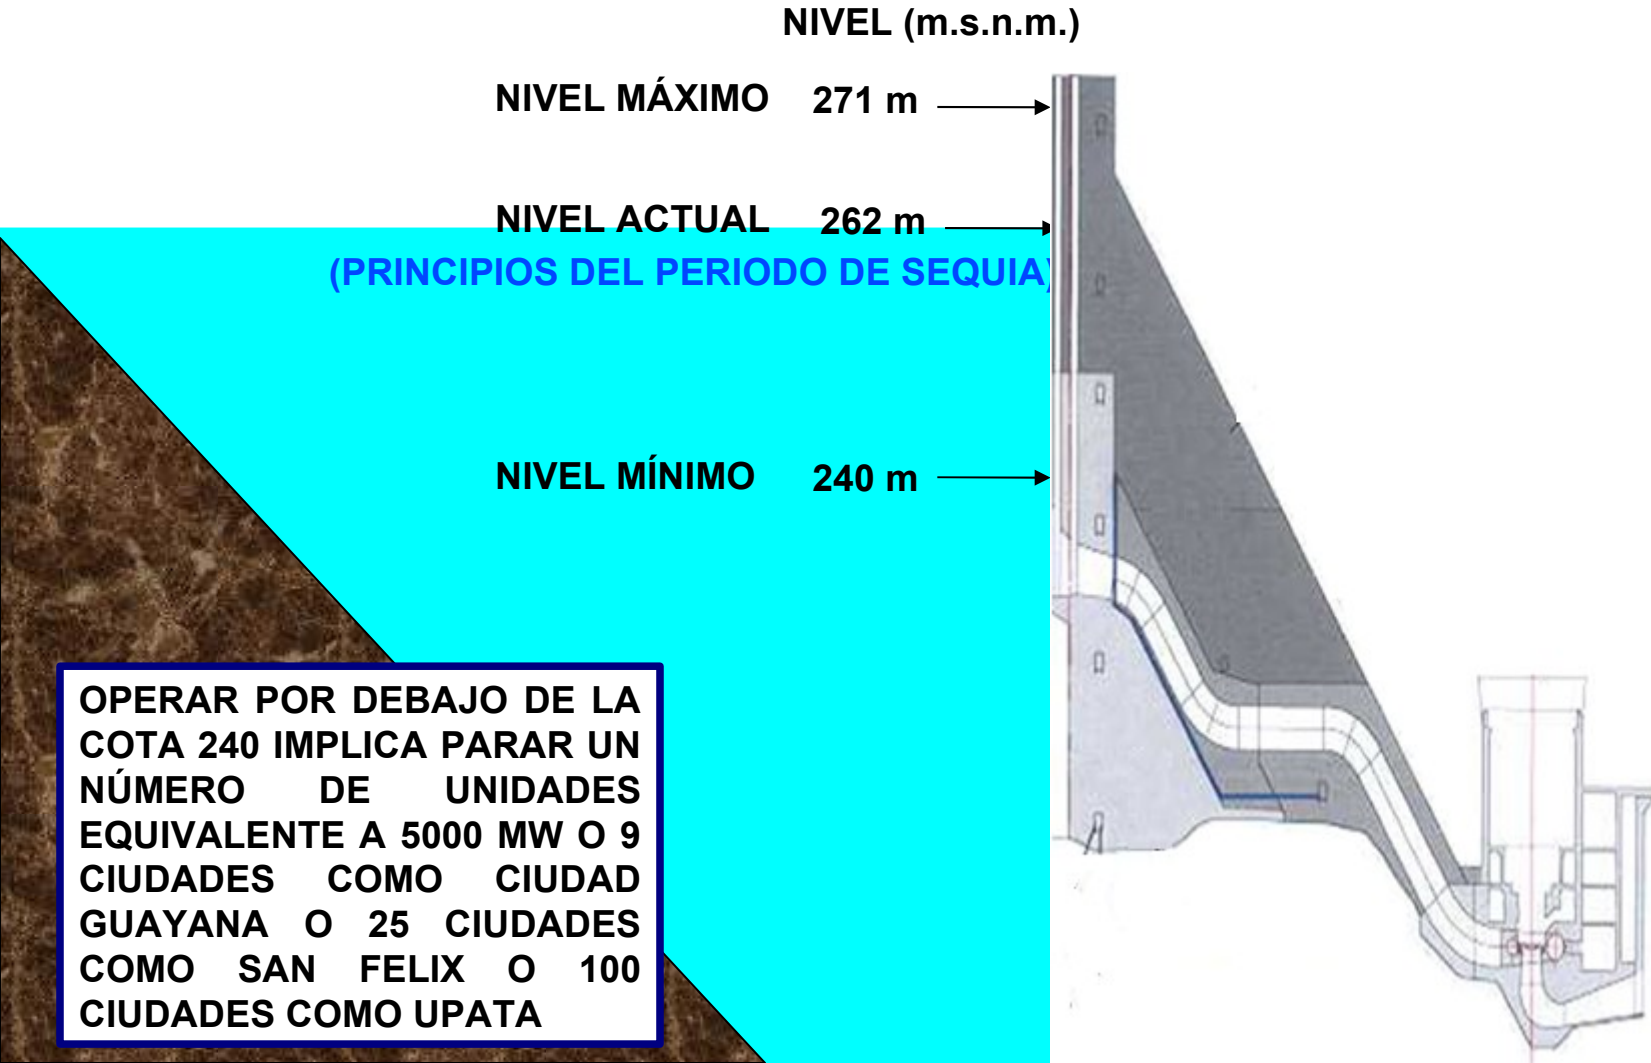 NIVEL (m.s.n.m.)
NIVEL MÁXIMO 271 m
NIVEL ACTUAL 262 m
(PRINCIPIOS DEL PERIODO DE SEQUIA)
NIVEL MÍNIMO 240 m
OPERAR POR DEBAJO DE LA
COTA 240 IMPLICA PARAR UN
NÚMERO DE UNIDADES
EQUIVALENTE A 5000 MW O 9
CIUDADES COMO CIUDAD
GUAYANA O 25 CIUDADES
COMO SAN FELIX O 100
CIUDADES COMO UPATA